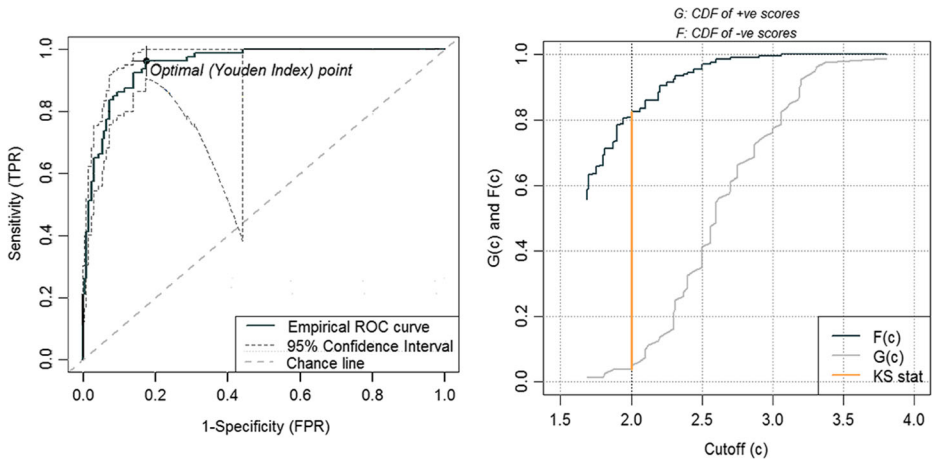 1.0
0.8
0.6
0.4
0.2
0.0
Sensitivity (TPR)
Optimal (Youden Index) point
Empirical ROC curve
95% Confidence Interval
Chance line
0.0 0.2 0.4 0.6 0.8 1.0
1-Specificity (FPR)
G: CDF of +ve scores
F: CDF of -ve scores
1.0
0.8
0.6
0.4
0.2
0.0
G(c) and F(c)
F(c)
G(c)
KS stat
1.5 2.0 2.5 3.0 3.5 4.0
Cutoff (c)